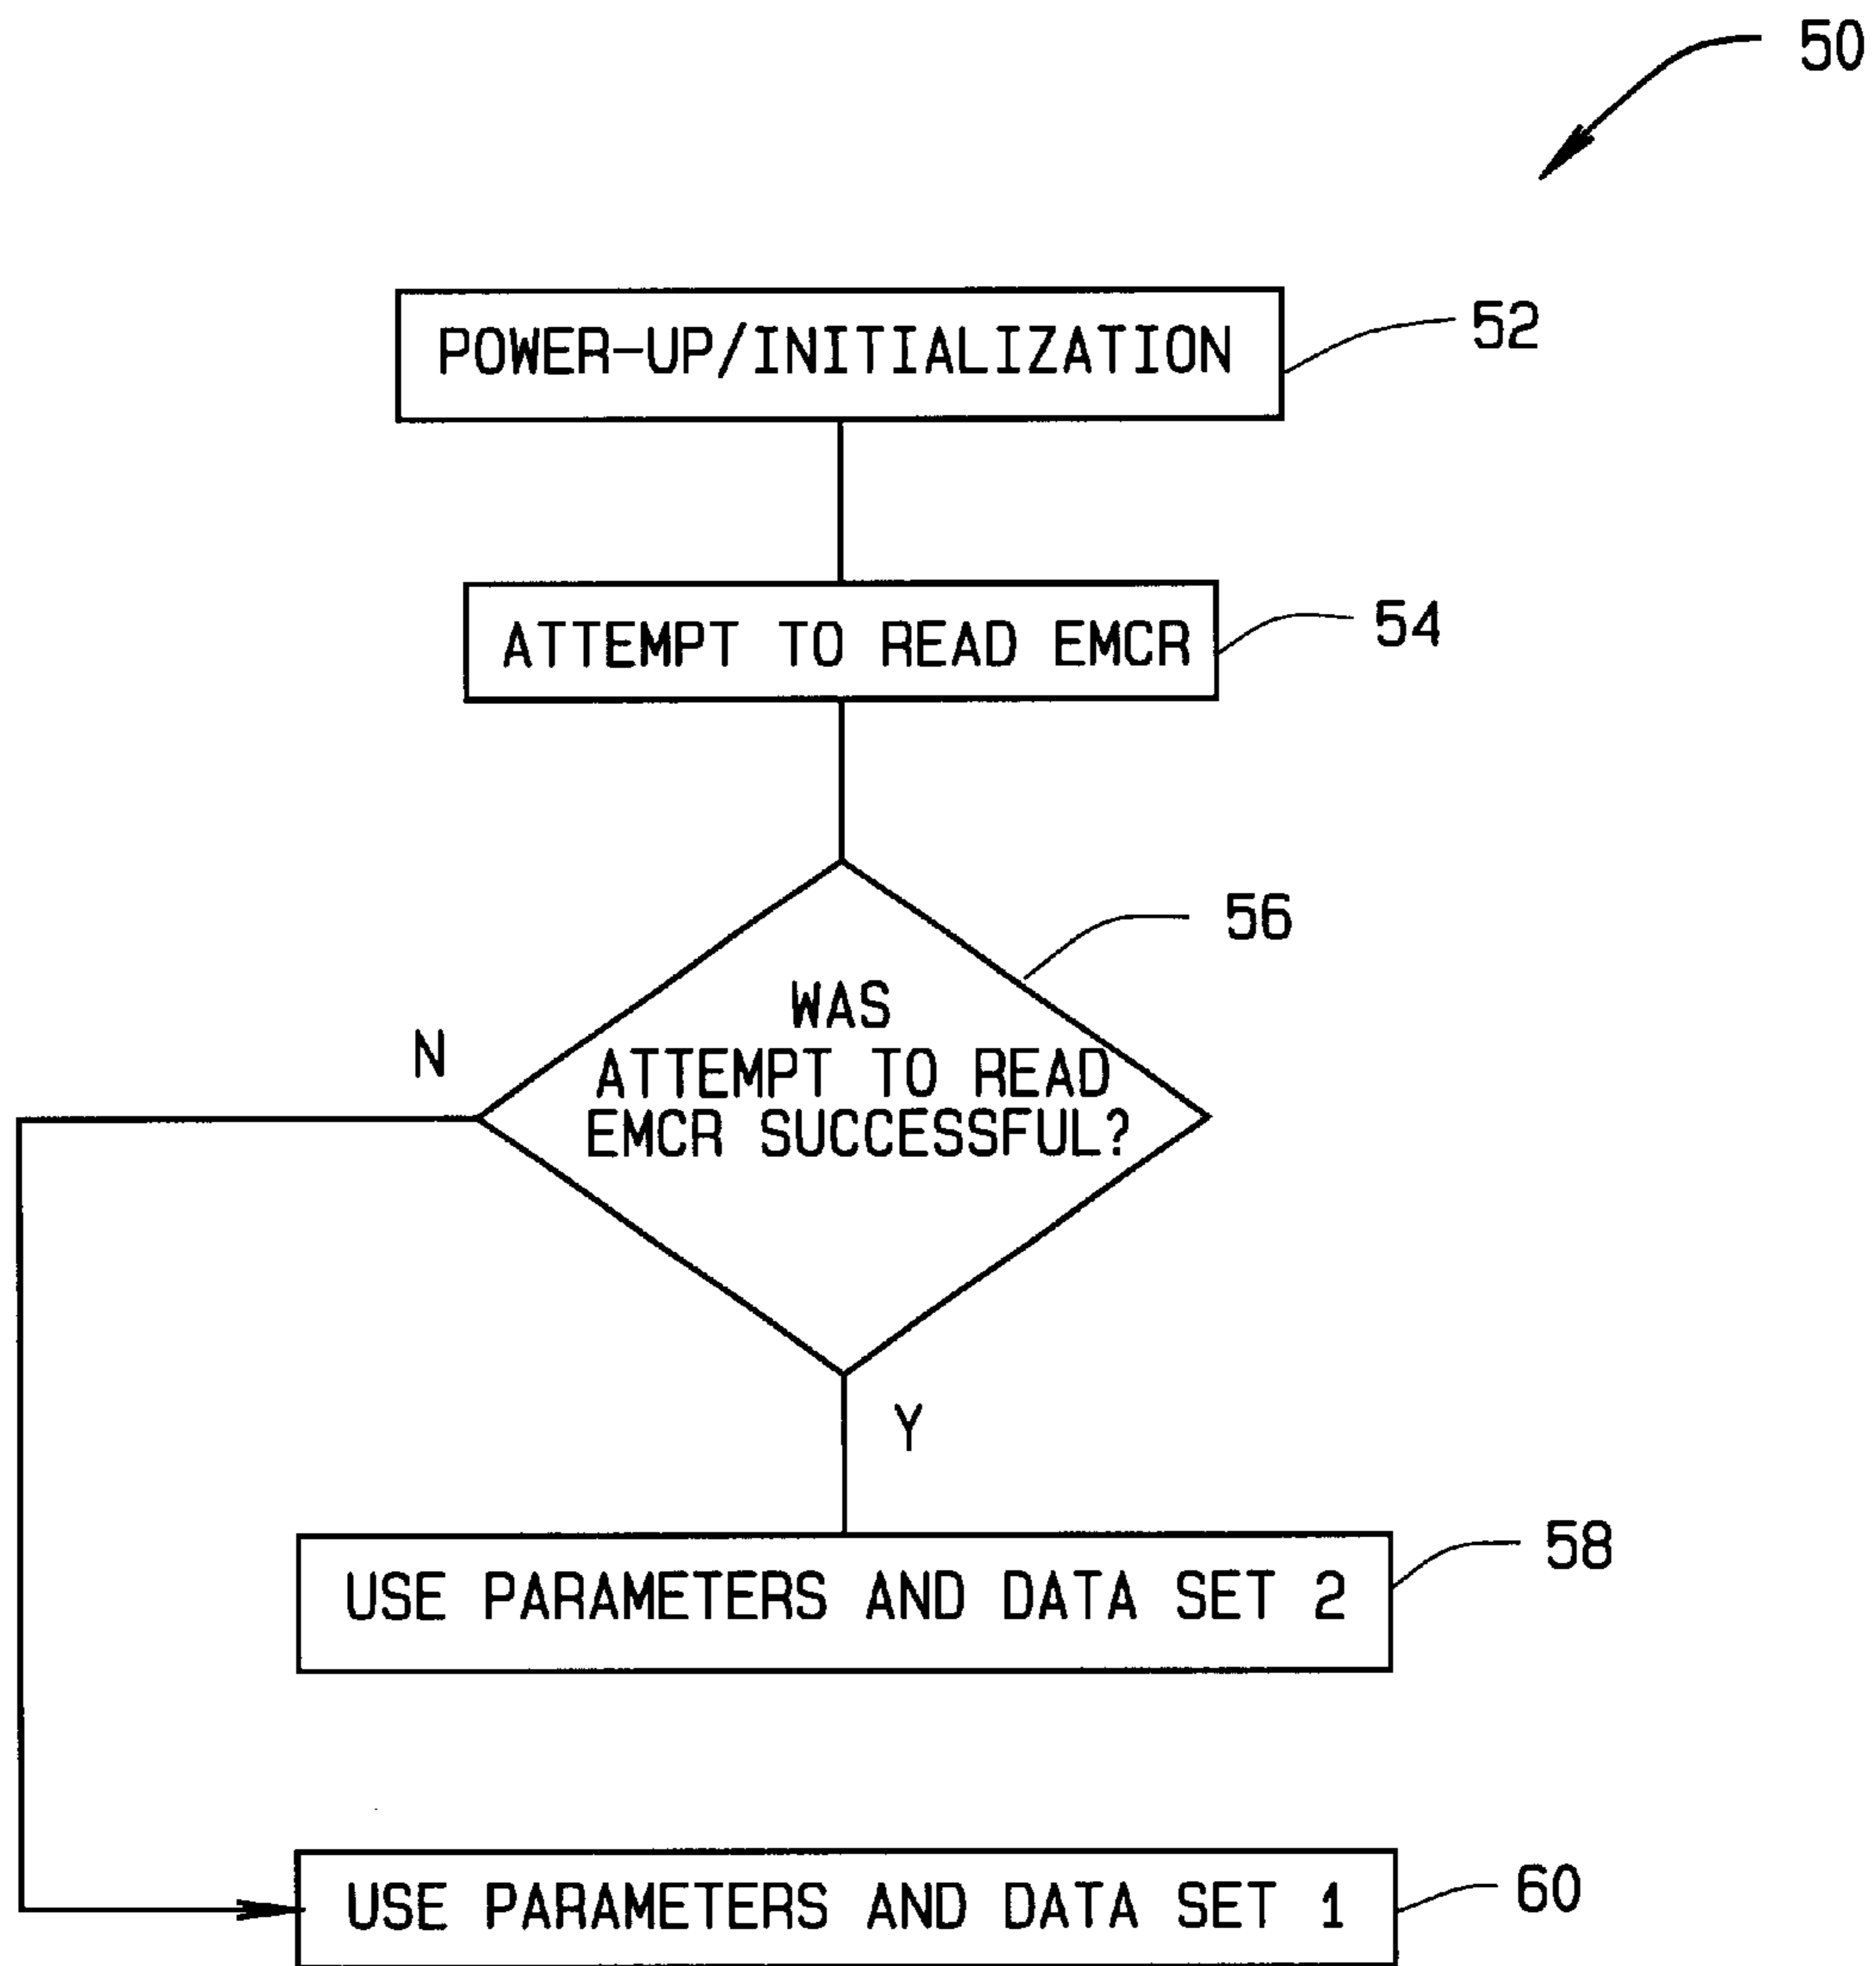 50
POWER-UP/INITIALIZATION
52
ATTEMPT TO READ EMCR
54
56
WAS
ATTEMPT TO READ
EMCR SUCCESSFUL?
N
Y
USE PARAMETERS AND DATA SET 2
58
USE PARAMETERS AND DATA SET 1
60